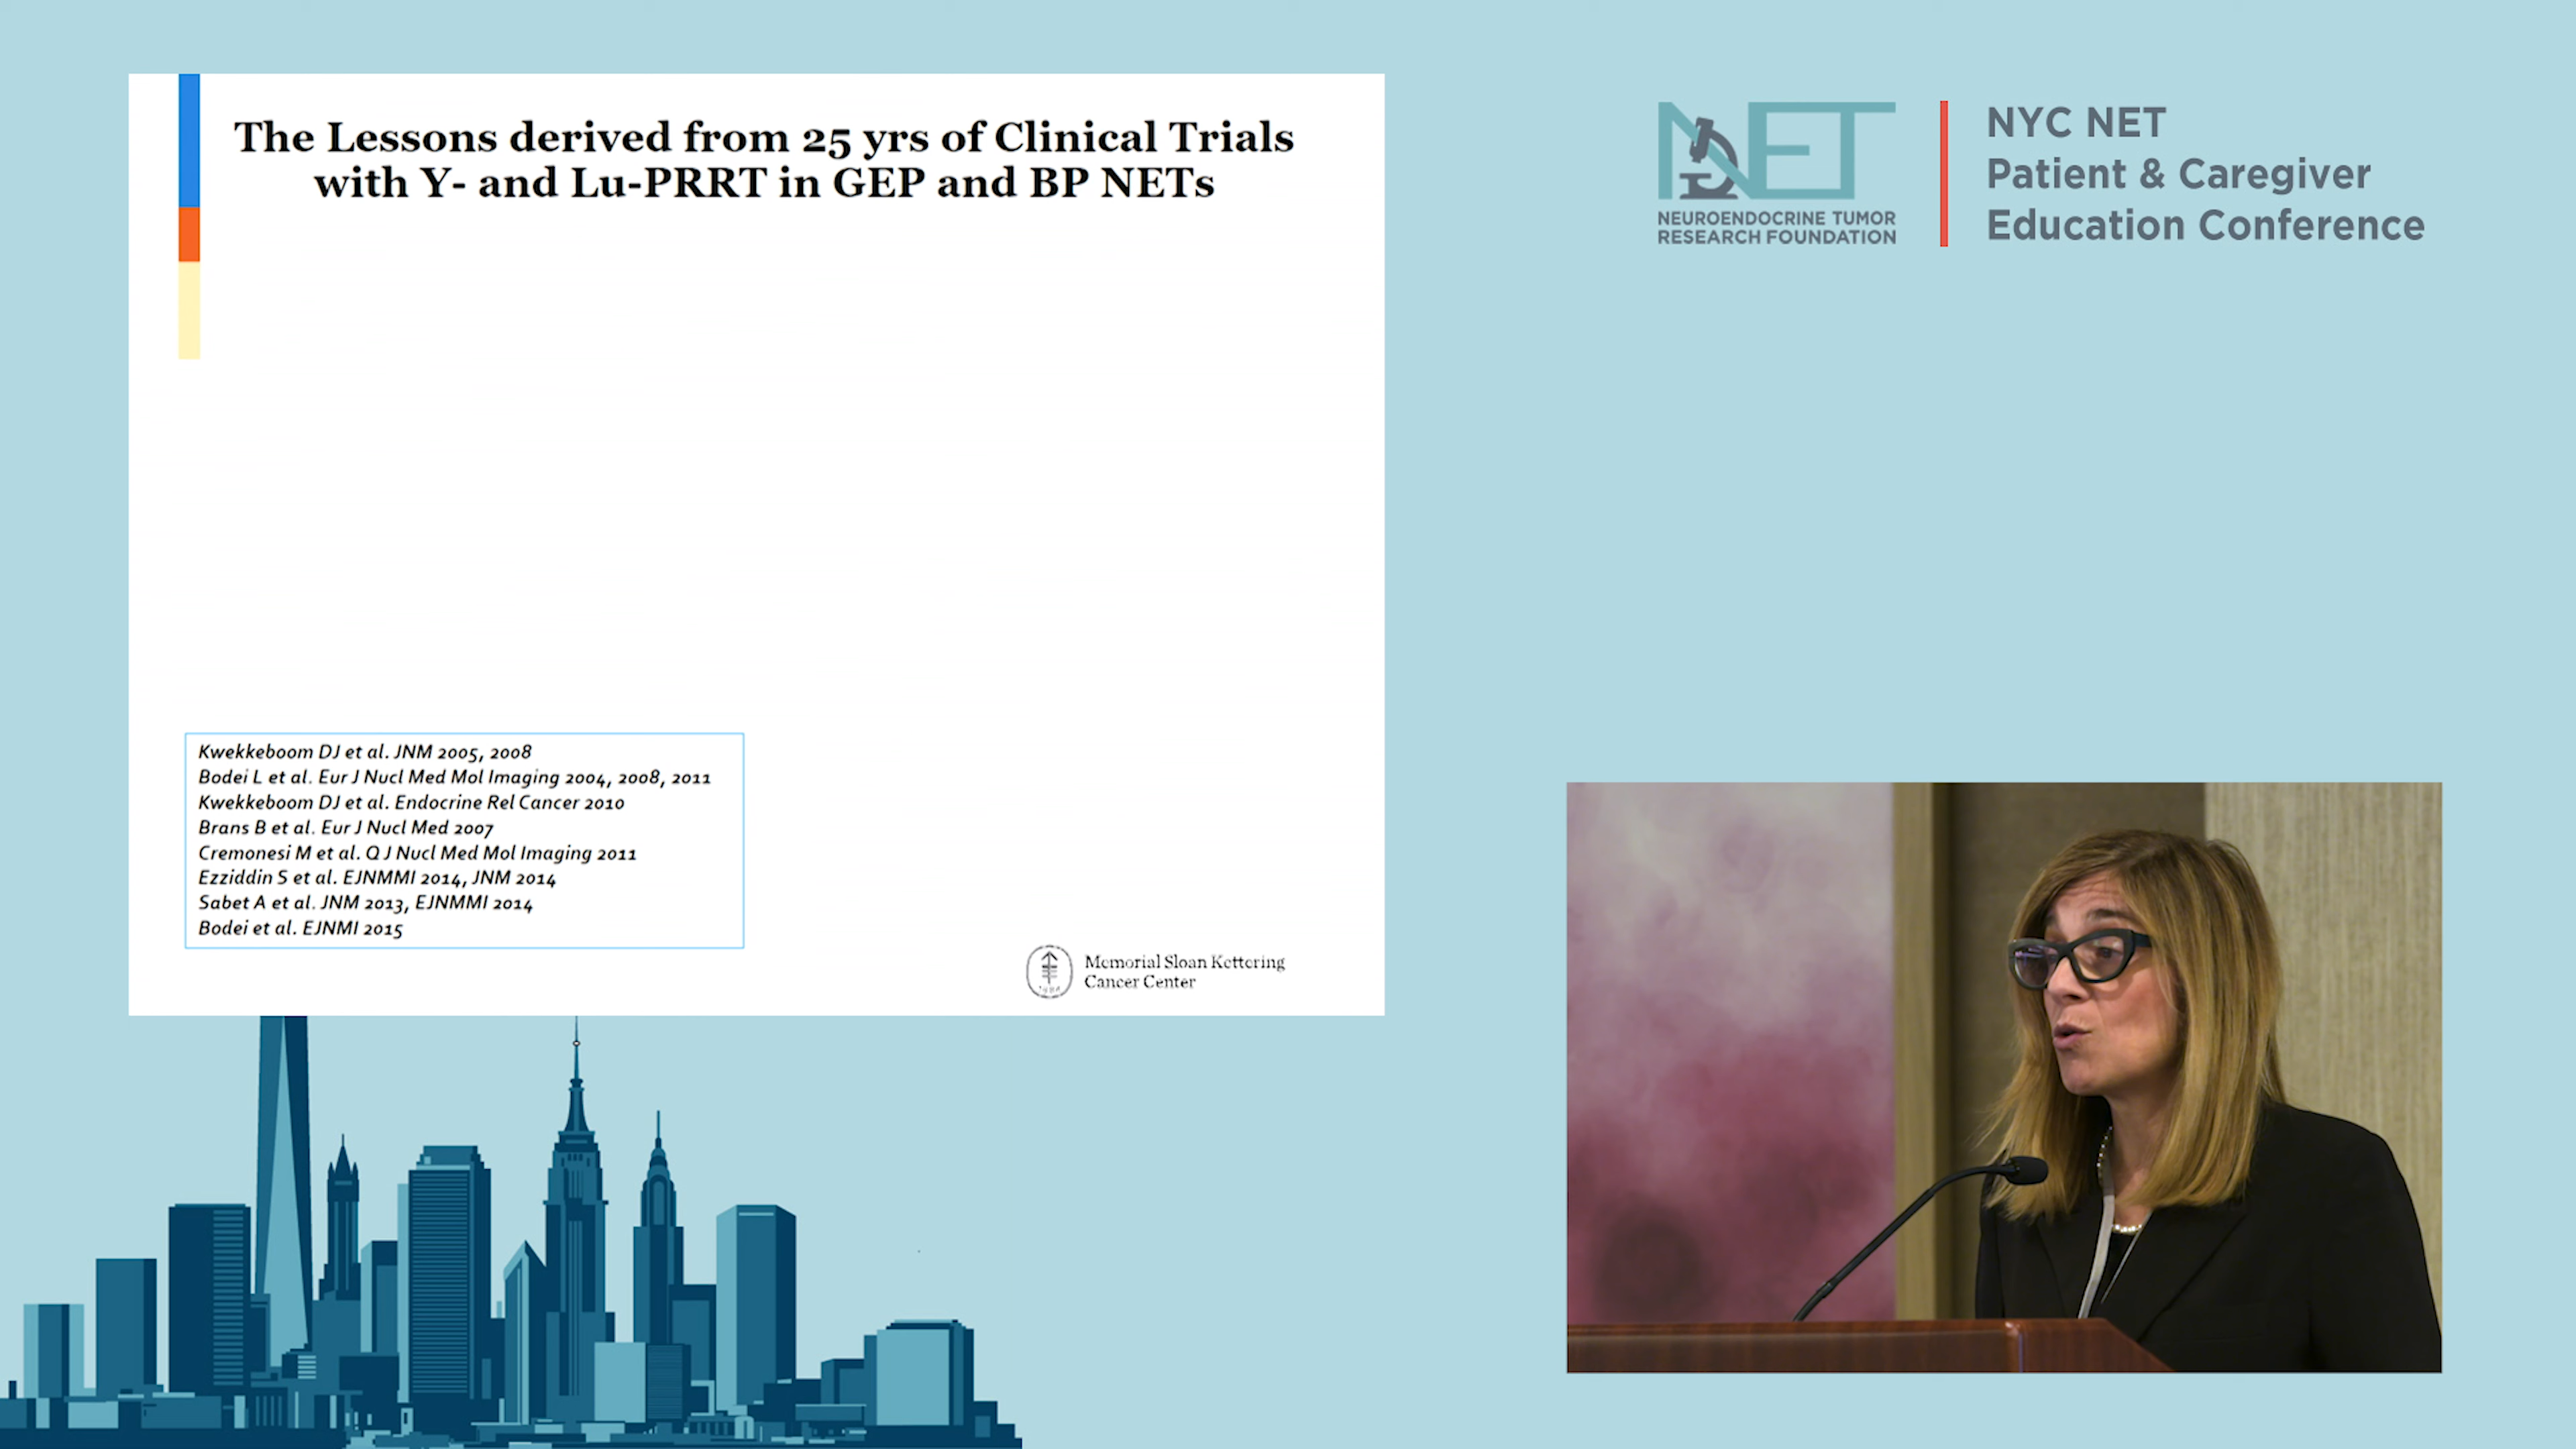 The Lessons derived from 25 yrs of Clinical Trials
with Y- and Lu-PRRT in GEP and BP NETs
Kwekkeboom DJ et al. JNM 2005, 2008
Bodei L et al. Eur J Nucl Med Mol Imaging 2004, 2008, 2011
Kwekkeboom DJ et al. Endocrine Rel Cancer 2010
Brans B et al. Eur J Nucl Med 2007
Cremonesi M et al. Q J Nucl Med Mol Imaging 2011
Ezziddin S et al. EJNMMI 2014, JNM 2014
Sabet A et al. JNM 2013, EJNMMI 2014
Bodei et al. EJNMI 2015
Memorial Sloan Kettering
Cancer Center
NET
NEUROENDOCRINE TUMOR
RESEARCH FOUNDATION
NYC NET
Patient & Caregiver
Education Conference